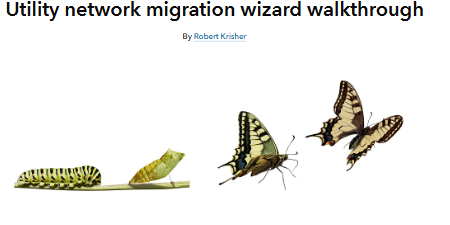 Utility network migration wizard walkthrough
By Robert Krisher